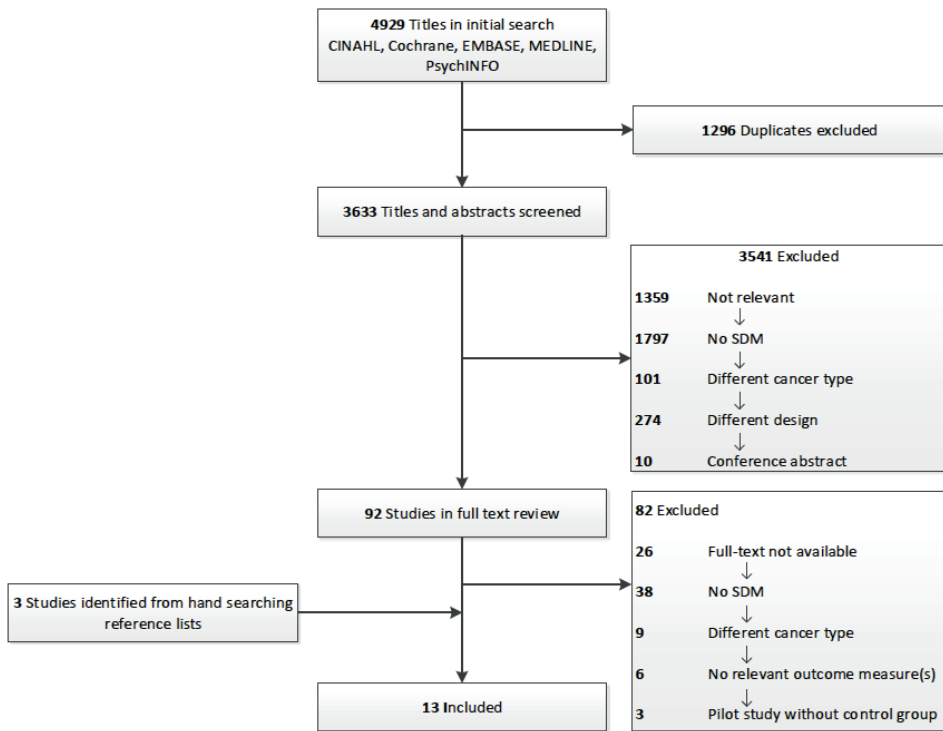 4929 Titles in initial search
CINAHL, Cochrane, EMBASE, MEDLINE,
PsychINFO
1296 Duplicates excluded
3633 Titles and abstracts screened
3541 Excluded
1359 Not relevant
1797 No SDM
101 Different cancer type
274 Different design
10 Conference abstract
92 Studies in full text review
82 Excluded
26 Full-text not available
38 No SDM
9 Different cancer type
6 No relevant outcome measure(s)
3 Pilot study without control group
3 Studies identified from hand searching
reference lists
13 Included